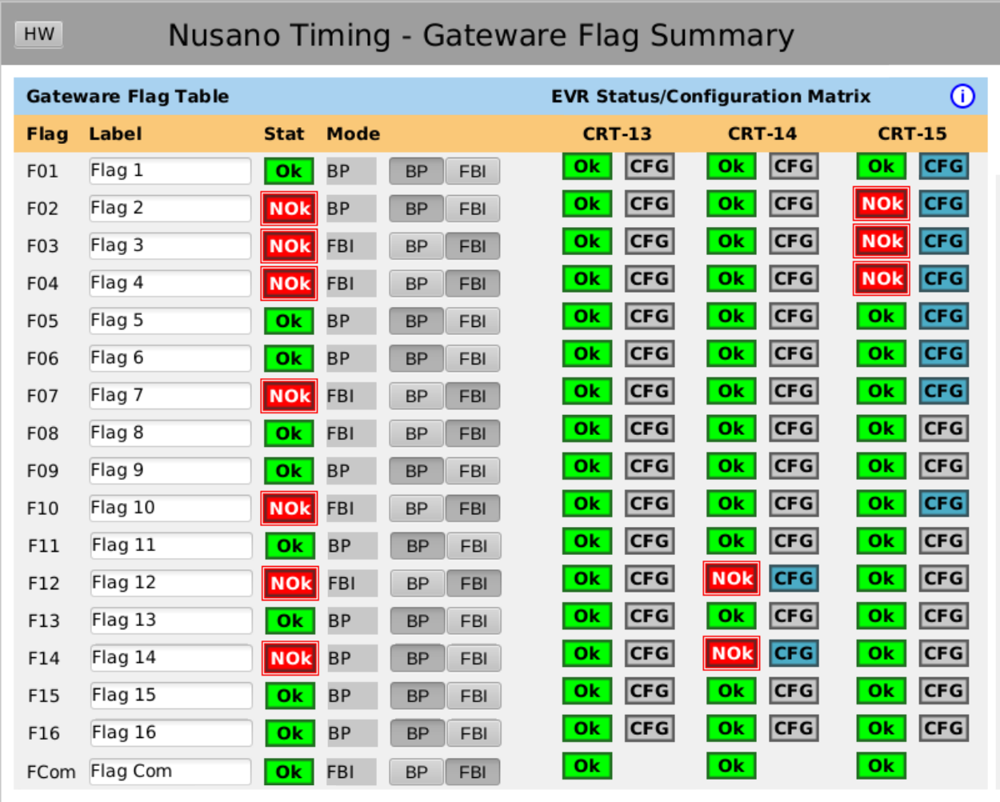 HW
Nusano Timing - Gateware Flag Summary
Gateware Flag Table EVR Status/Configuration Matrix i
Flag Label Stat Mode CRT-13 CRT-14 CRT-15
F01 Flag 1 Ok BP BP FBI Ok CFG Ok CFG Ok CFG
F02 Flag 2 NOk BP BP FBI Ok CFG Ok CFG NOk CFG
F03 Flag 3 NOk FBI BP FBI Ok CFG Ok CFG NOk CFG
F04 Flag 4 NOk FBI BP FBI Ok CFG Ok CFG NOk CFG
F05 Flag 5 Ok BP BP FBI Ok CFG Ok CFG Ok CFG
F06 Flag 6 Ok BP BP FBI Ok CFG Ok CFG Ok CFG
F07 Flag 7 NOk FBI BP FBI Ok CFG Ok CFG Ok CFG
F08 Flag 8 Ok FBI BP FBI Ok CFG Ok CFG Ok CFG
F09 Flag 9 Ok BP BP FBI Ok CFG Ok CFG Ok CFG
F10 Flag 10 NOk FBI BP FBI Ok CFG Ok CFG Ok CFG
F11 Flag 11 Ok BP BP FBI Ok CFG Ok CFG Ok CFG
F12 Flag 12 NOk FBI BP FBI Ok CFG NOk CFG Ok CFG
F13 Flag 13 Ok BP BP FBI Ok CFG Ok CFG Ok CFG
F14 Flag 14 NOk BP BP FBI Ok CFG NOk CFG Ok CFG
F15 Flag 15 Ok BP BP FBI Ok CFG Ok CFG Ok CFG
F16 Flag 16 Ok BP BP FBI Ok CFG Ok CFG Ok CFG
FCom Flag Com Ok FBI BP FBI Ok Ok Ok